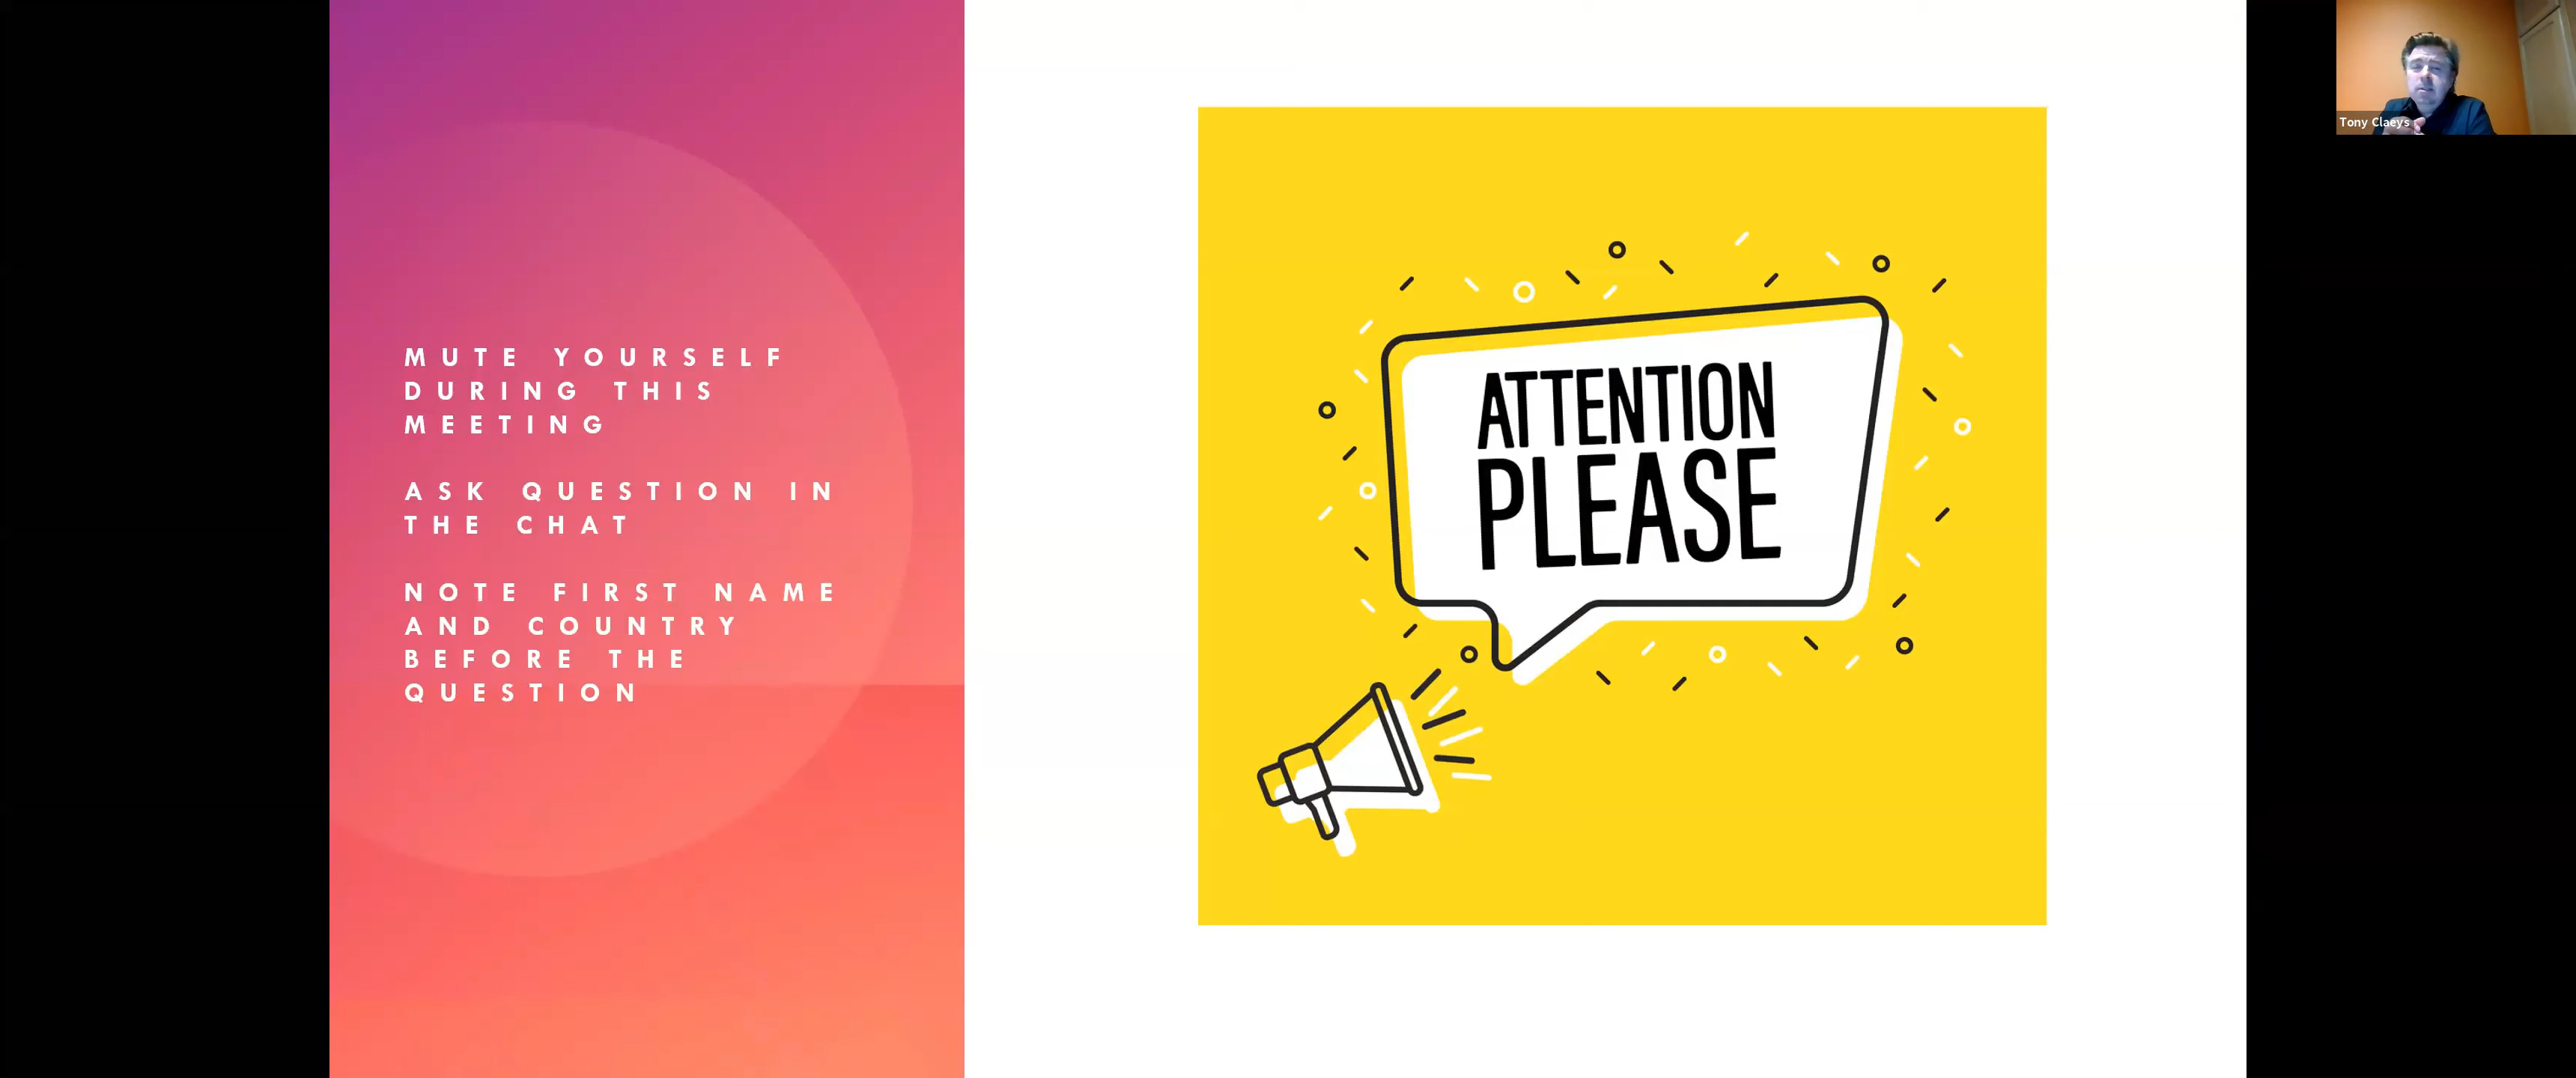 MUTE YOURSELF
DURING THIS
MEETING
ASK QUESTION IN
THE CHAT
NOTE FIRST NAME
AND COUNTRY
BEFORE THE
QUESTION
ATTENTION
PLEASE
Tony Claeys